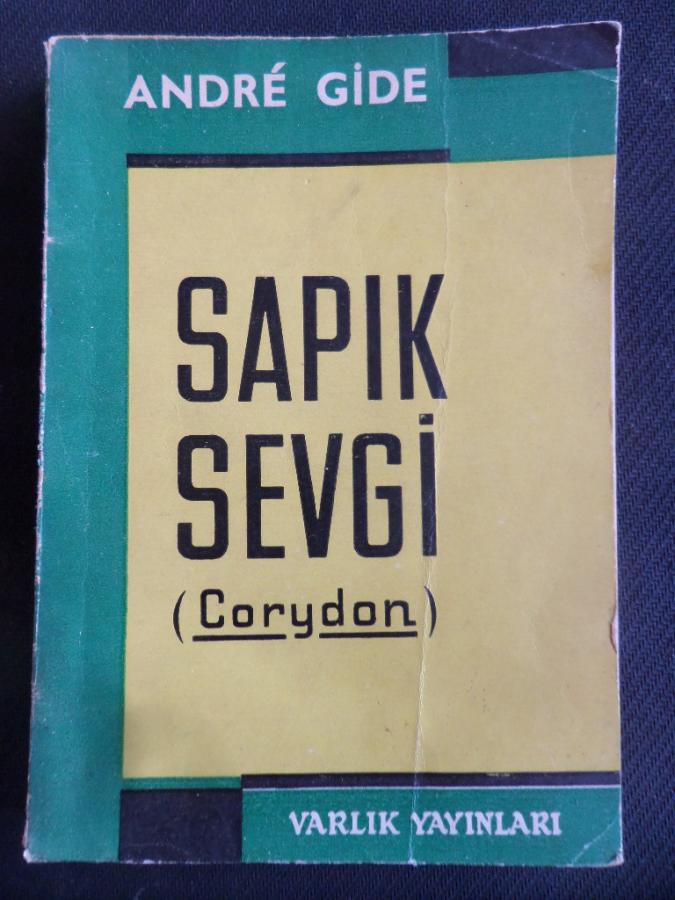 ANDRÉ GİDE
SAPIK
SEVGİ
(Corydon)
VARLIK YAYINLARI